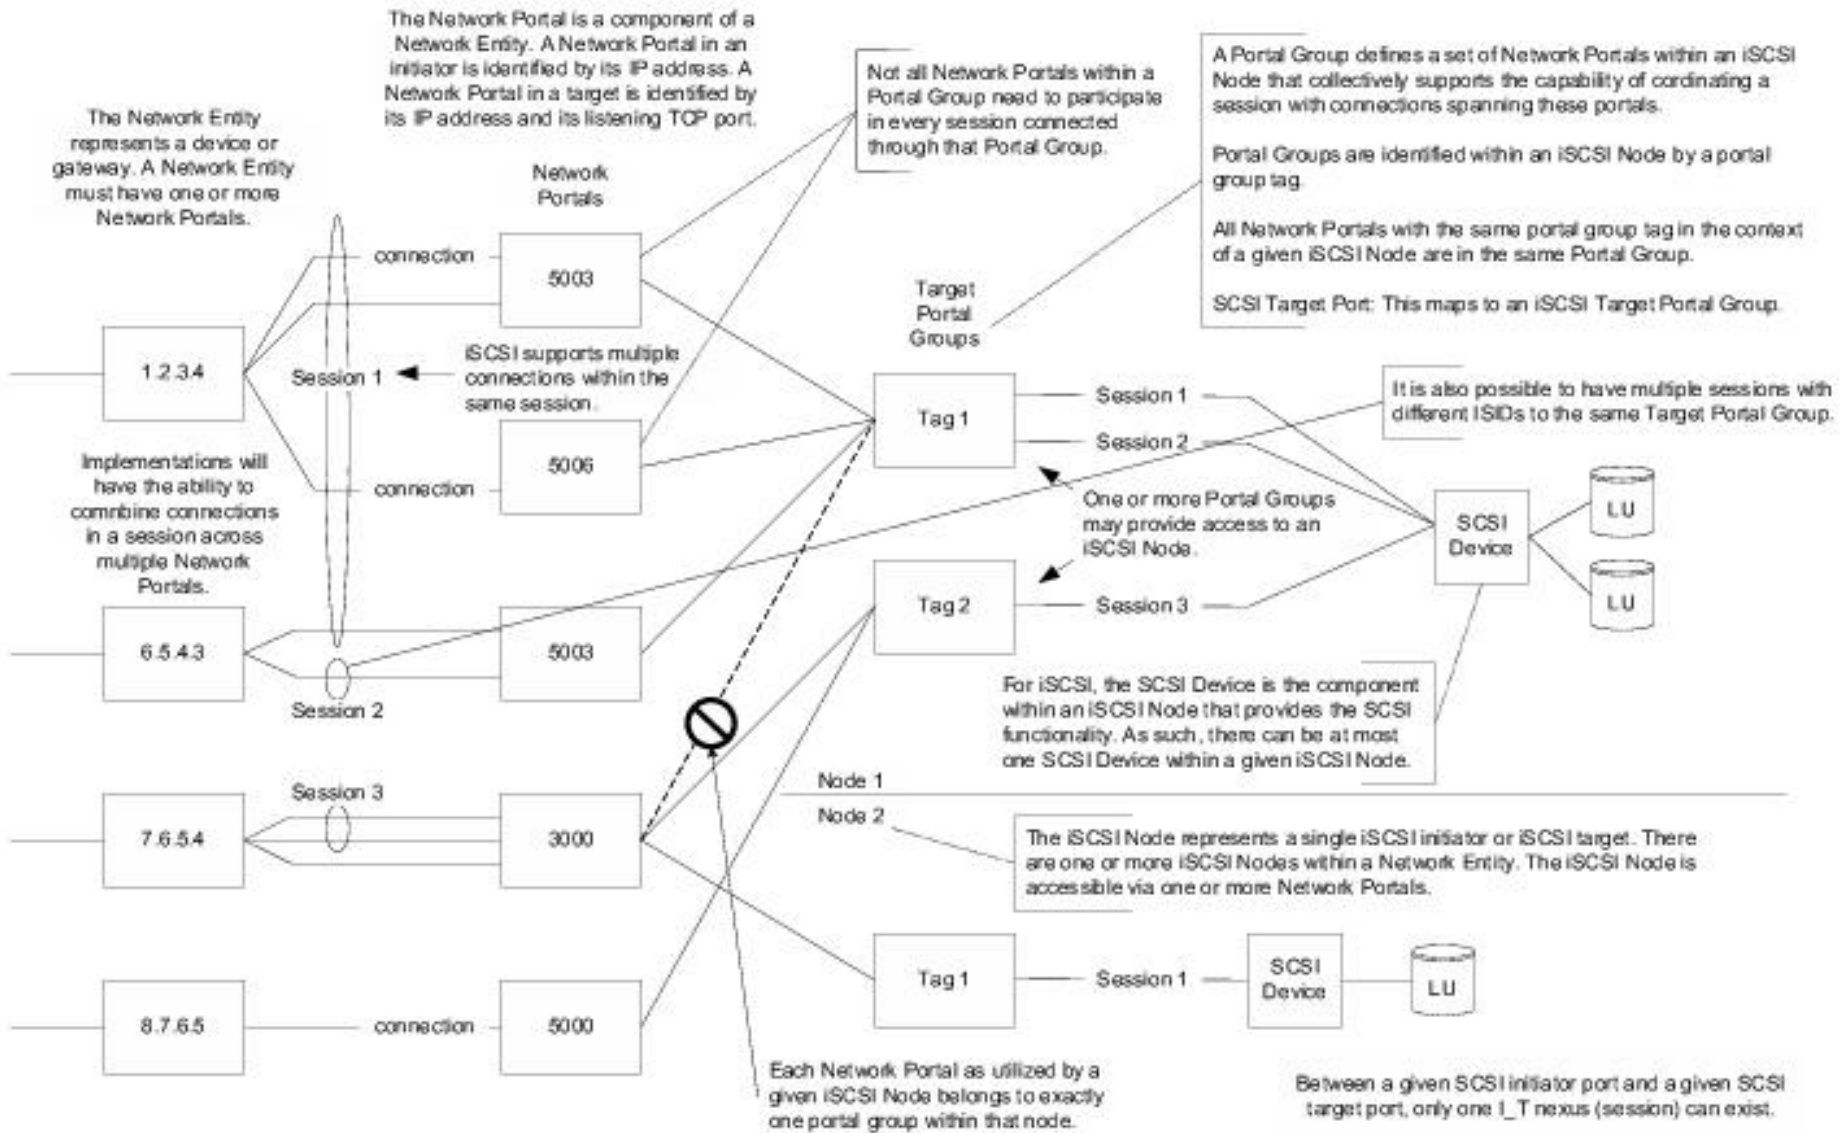 The Network Portal is a component of a
Network Entity. A Network Portal in an
initiator is identified by its IP address. A
Network Portal in a target is identified by
its IP address and its listening TCP port.
Not all Network Portals within a
Portal Group need to participate
in every session connected
through that Portal Group.
A Portal Group defines a set of Network Portals within an iSCSI
Node that collectively supports the capability of cordinating a
session with connections spanning these portals.
Portal Groups are identified within an iSCSI Node by a portal
group tag.
All Network Portals with the same portal group tag in the context
of a given iSCSI Node are in the same Portal Group.
SCSI Target Port: This maps to an iSCSI Target Portal Group.
The Network Entity
represents a device or
gateway. A Network Entity
must have one or more
Network Portals.
Network
Portals
connection
5003
Target
Portal
Groups
1.2.3.4
Session 1
iSCSI supports multiple
connections within the
same session.
Tag 1
Session 1
Session 2
It is also possible to have multiple sessions with
different ISIDs to the same Target Portal Group.
Implementations will
have the ability to
comnbine connections
in a session across
multiple Network
Portals.
connection
5006
One or more Portal Groups
may provide access to an
iSCSI Node.
SCSI
Device
LU
LU
Tag 2
Session 3
6.5.4.3
5003
Session 2
For iSCSI, the SCSI Device is the component
within an iSCSI Node that provides the SCSI
functionality. As such, there can be at most
one SCSI Device within a given iSCSI Node.
Node 1
Node 2
Session 3
7.6.5.4
3000
The iSCSI Node represents a single iSCSI initiator or iSCSI target. There
are one or more iSCSI Nodes within a Network Entity. The iSCSI Node is
accessible via one or more Network Portals.
Tag 1
Session 1
SCSI
Device
LU
8.7.6.5
connection
5000
Each Network Portal as utilized by a
given iSCSI Node belongs to exactly
one portal group within that node.
Between a given SCSI initiator port and a given SCSI
target port, only one I_T nexus (session) can exist.